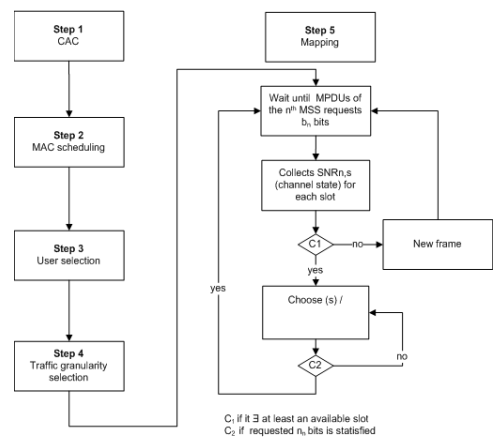 Step 1
CAC
Step 2
MAC scheduling
Step 3
User selection
Step 4
Traffic granularity
selection
Step 5
Mapping
Wait until MPDUs of
the nth MSS requests
bn bits
Collects SNRn,s
(channel state) for
each slot
C1
no
New frame
yes
Choose (s) /
C2
no
yes
C1 if it ∃ at least an available slot
C2 if requested nn bits is statisfied